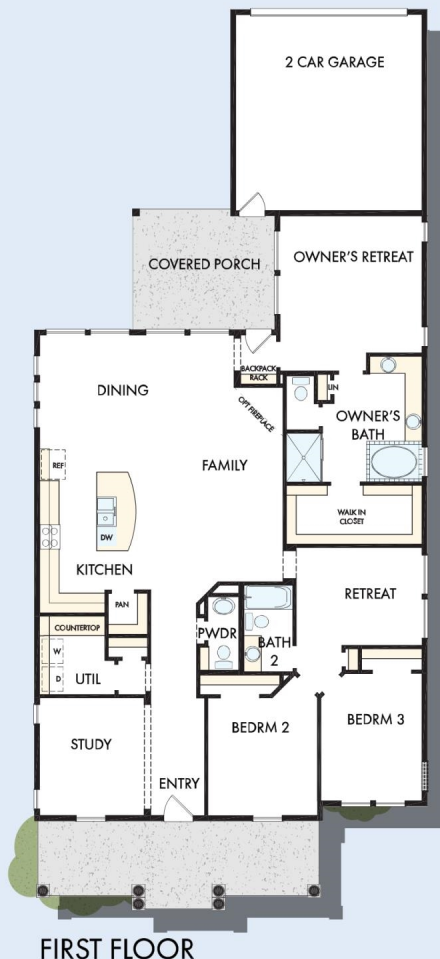 2 CAR GARAGE
COVERED PORCH
OWNER'S RETREAT
BACKPACK
RACK
DINING
OPT FIREPLACE
LIN
OWNER'S
BATH
FAMILY
REF
DW
WALK IN
CLOSET
KITCHEN
PAN
RETREAT
COUNTERTOP
PWDR
BATH
2
W
D
UTIL
BEDRM 2
BEDRM 3
STUDY
ENTRY
FIRST FLOOR